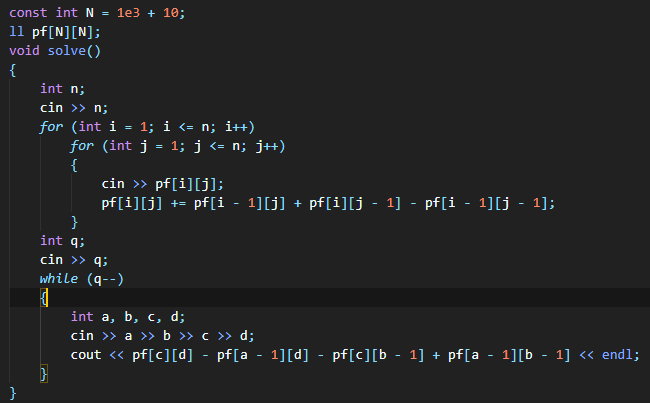 const int N = 1e3 + 10;
ll pf[N][N];
void solve()
{
    int n;
    cin >> n;
    for (int i = 1; i <= n; i++)
        for (int j = 1; j <= n; j++)
        {
            cin >> pf[i][j];
            pf[i][j] += pf[i - 1][j] + pf[i][j - 1] - pf[i - 1][j - 1];
        }
    int q;
    cin >> q;
    while (q--)
    {
        int a, b, c, d;
        cin >> a >> b >> c >> d;
        cout << pf[c][d] - pf[a - 1][d] - pf[c][b - 1] + pf[a - 1][b - 1] << endl;
    }
}